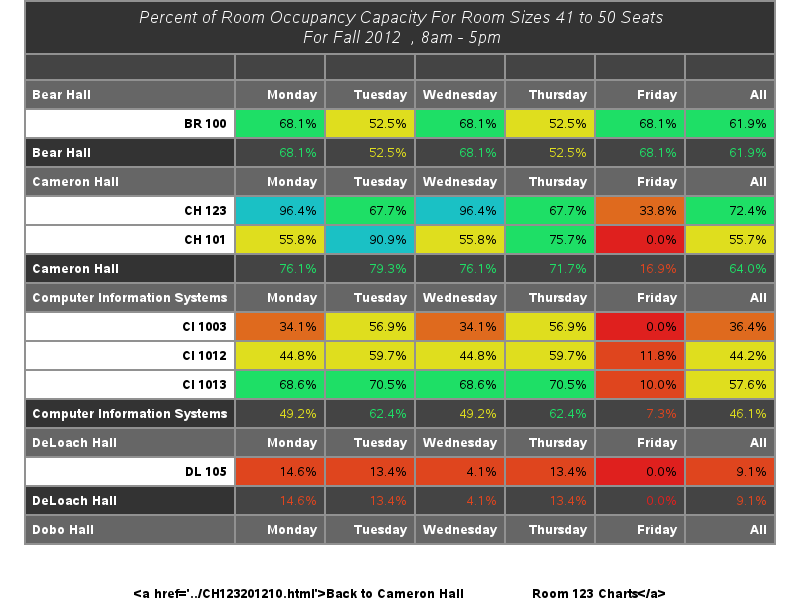 Percent of Room Occupancy Capacity For Room Sizes 41 to 50 Seats
For Fall 2012 , 8am - 5pm
Bear Hall Monday Tuesday Wednesday Thursday Friday All
BR 100 68.1% 52.5% 68.1% 52.5% 68.1% 61.9%
Bear Hall 68.1% 52.5% 68.1% 52.5% 68.1% 61.9%
Cameron Hall Monday Tuesday Wednesday Thursday Friday All
CH 123 96.4% 67.7% 96.4% 67.7% 33.8% 72.4%
CH 101 55.8% 90.9% 55.8% 75.7% 0.0% 55.7%
Cameron Hall 76.1% 79.3% 76.1% 71.7% 16.9% 64.0%
Computer Information Systems Monday Tuesday Wednesday Thursday Friday All
CI 1003 34.1% 56.9% 34.1% 56.9% 0.0% 36.4%
CI 1012 44.8% 59.7% 44.8% 59.7% 11.8% 44.2%
CI 1013 68.6% 70.5% 68.6% 70.5% 10.0% 57.6%
Computer Information Systems 49.2% 62.4% 49.2% 62.4% 7.3% 46.1%
DeLoach Hall Monday Tuesday Wednesday Thursday Friday All
DL 105 14.6% 13.4% 4.1% 13.4% 0.0% 9.1%
DeLoach Hall 14.6% 13.4% 4.1% 13.4% 0.0% 9.1%
Dobo Hall Monday Tuesday Wednesday Thursday Friday All
<a href='../CH123201210.html'>Back to Cameron Hall Room 123 Charts</a>